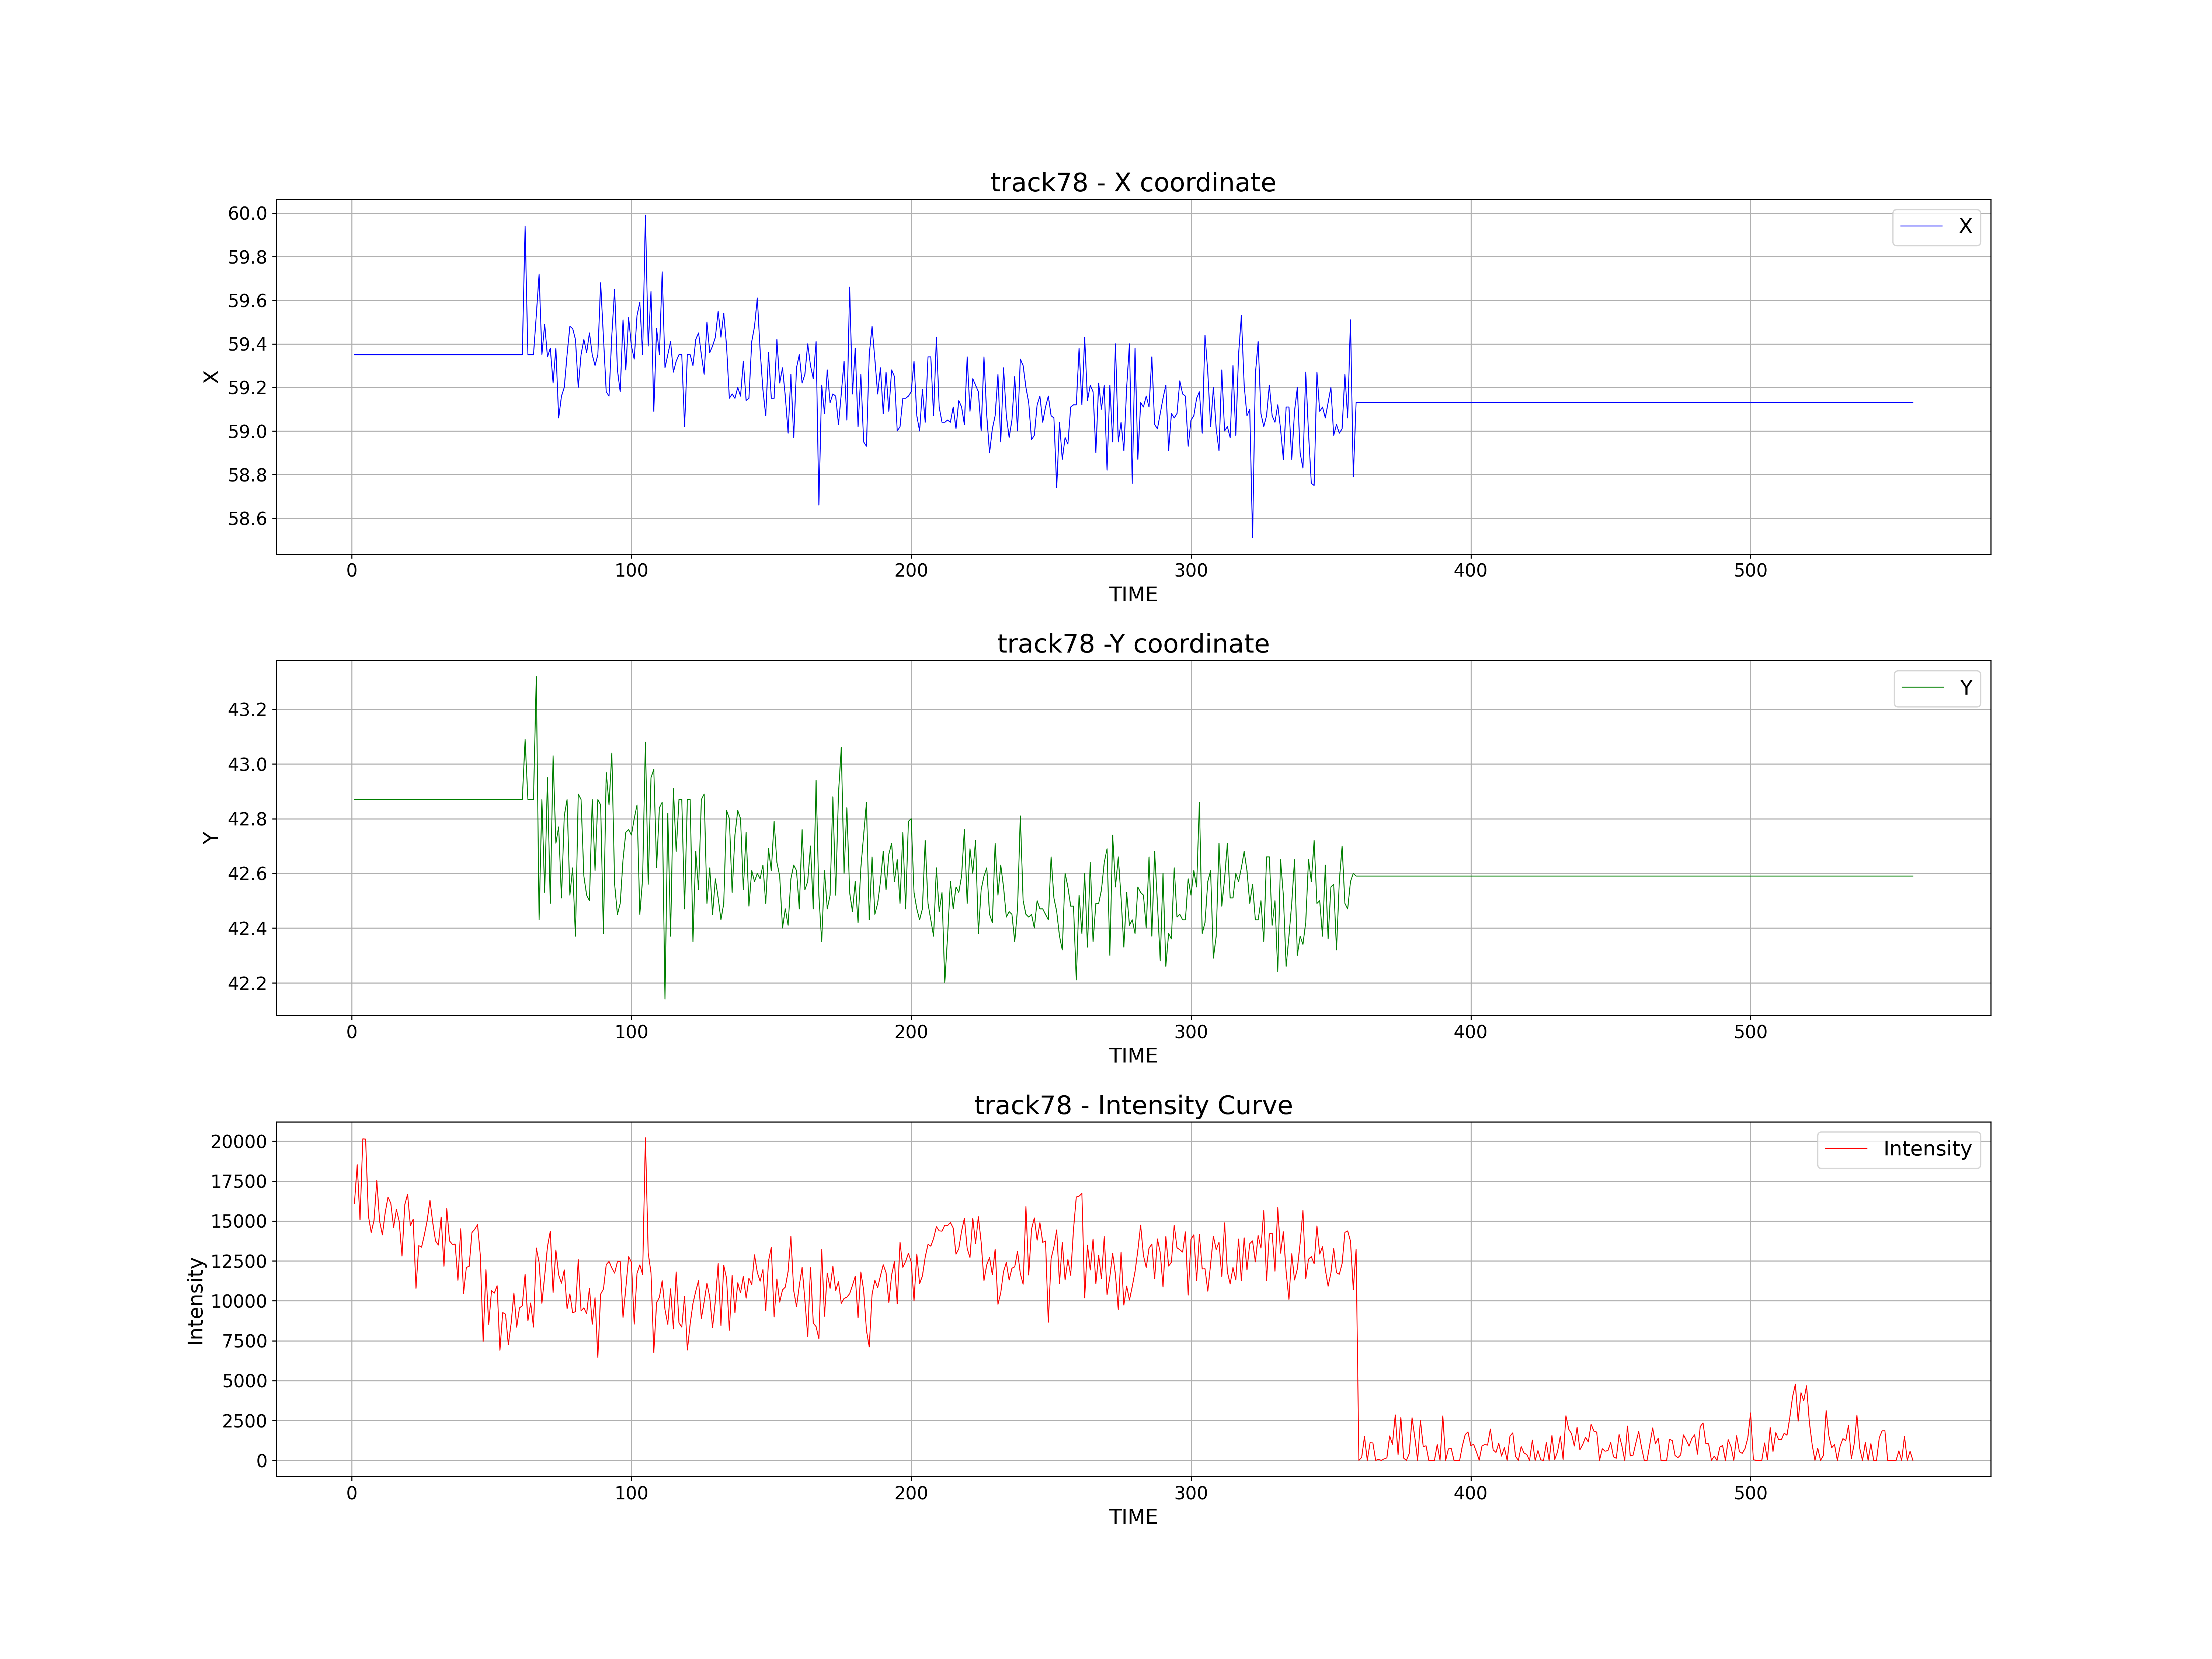 track78 - X coordinate
X
60.0
59.8
59.6
59.4
59.2
59.0
58.8
58.6
X
0 100 200 300 400 500
TIME
track78 -Y coordinate
Y
43.2
43.0
42.8
42.6
42.4
42.2
Y
0 100 200 300 400 500
TIME
track78 - Intensity Curve
Intensity
20000
17500
15000
12500
10000
7500
5000
2500
0
Intensity
0 100 200 300 400 500
TIME